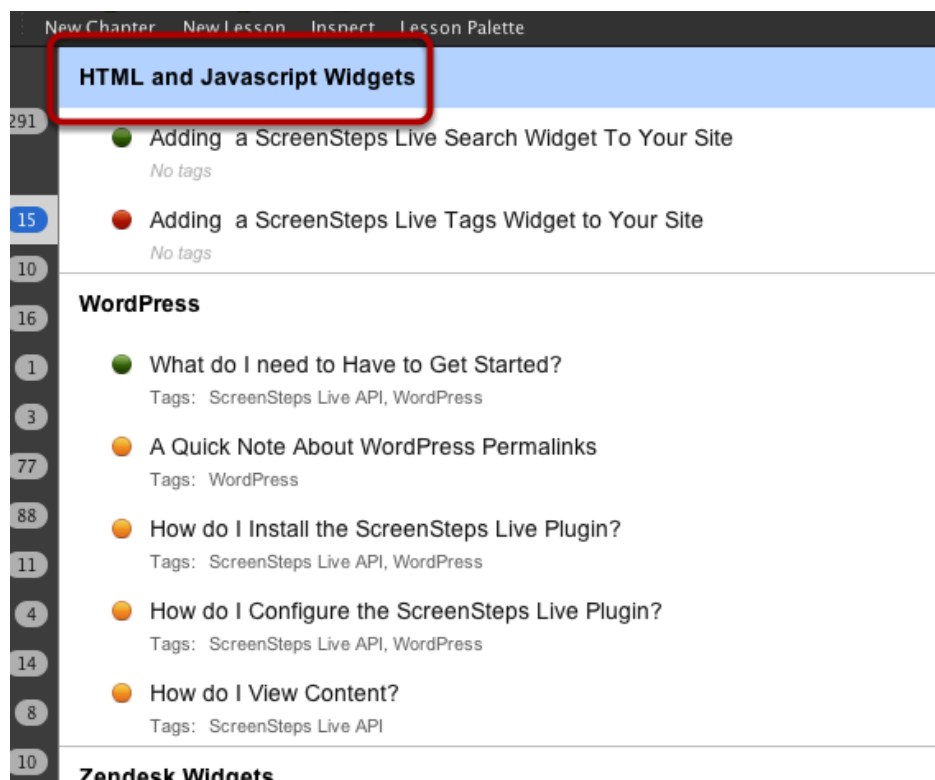 New Chapter New Lesson Inspect Lesson Palette
HTML and Javascript Widgets
291
Adding a ScreenSteps Live Search Widget To Your Site
No tags
15
Adding a ScreenSteps Live Tags Widget to Your Site
No tags
10
WordPress
16
What do I need to Have to Get Started?
1
Tags: ScreenSteps Live API, WordPress
3
A Quick Note About WordPress Permalinks
77
Tags: WordPress
88
How do I Install the ScreenSteps Live Plugin?
11
Tags: ScreenSteps Live API, WordPress
4
How do I Configure the ScreenSteps Live Plugin?
Tags: ScreenSteps Live API, WordPress
14
How do I View Content?
8
Tags: ScreenSteps Live API
10
Zendesk Widgets